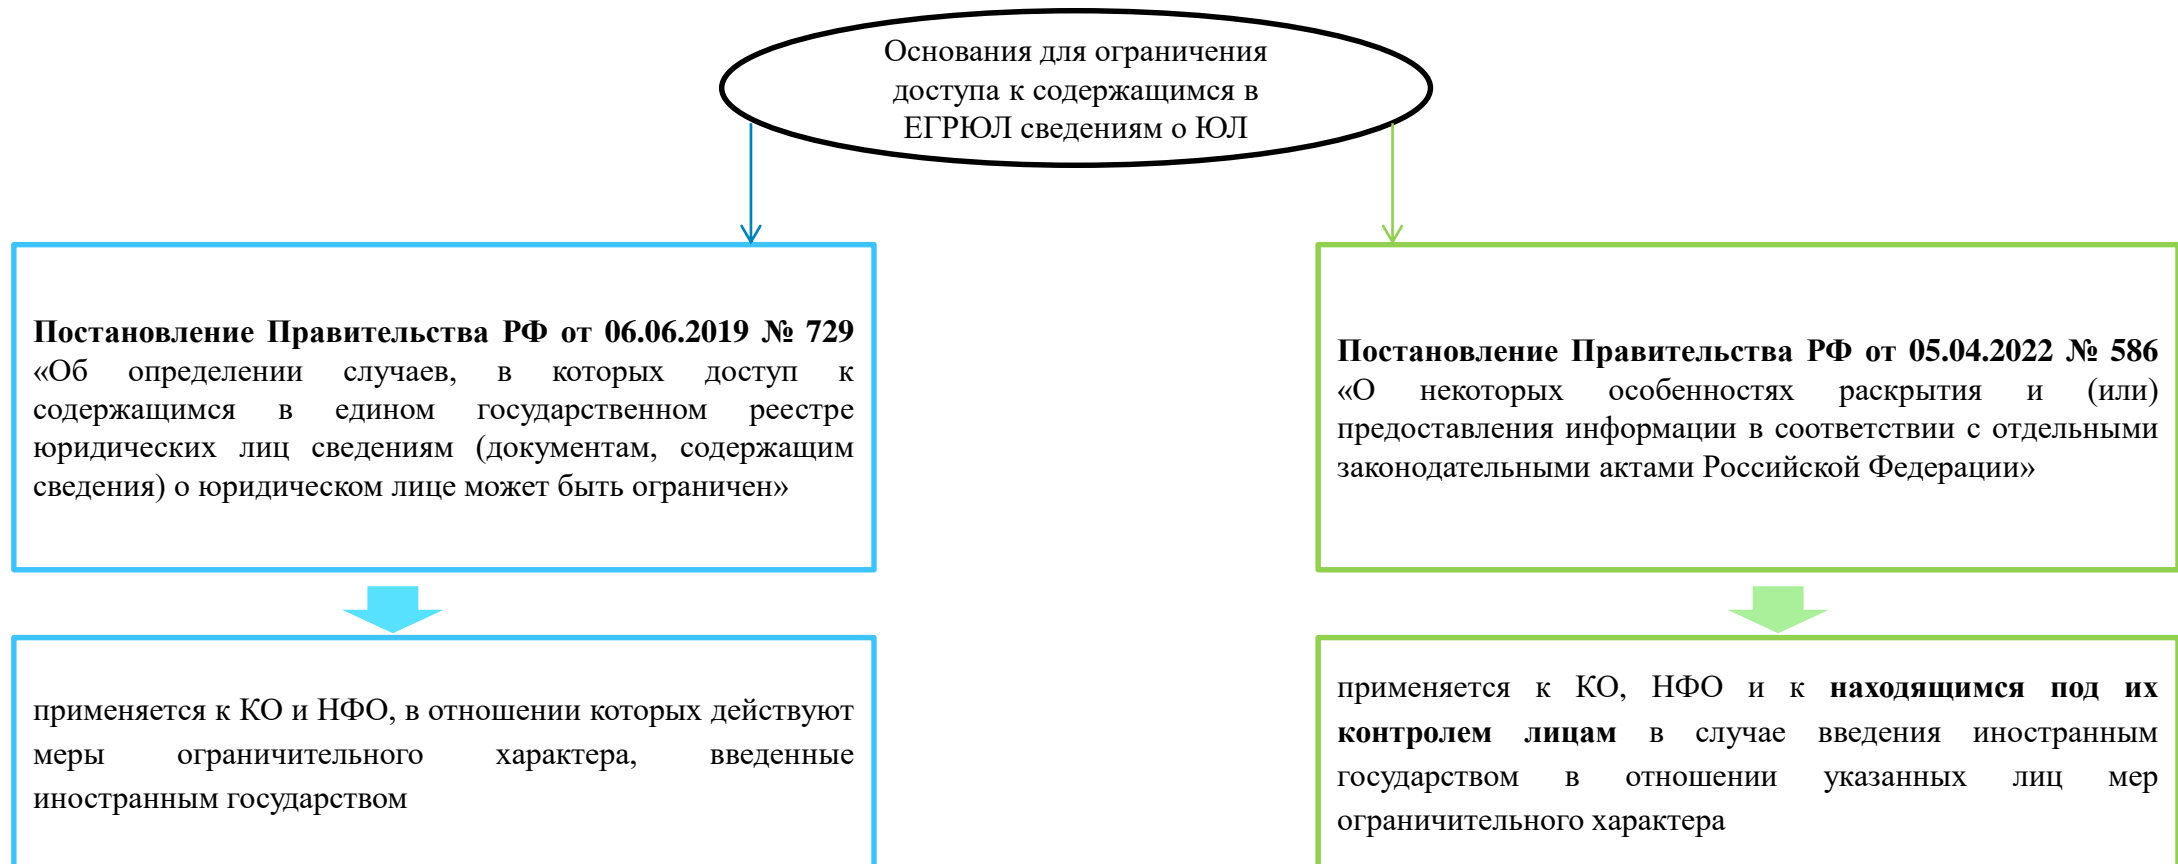 Основания для ограничения
доступа к содержащимся в
ЕГРЮЛ сведениям о ЮЛ
Постановление Правительства РФ от 06.06.2019 № 729
«Об определении случаев, в которых доступ к
содержащимся в едином государственном реестре
юридических лиц сведениям (документам, содержащим
сведения) о юридическом лице может быть ограничен»
применяется к КО и НФО, в отношении которых действуют
меры ограничительного характера, введенные
иностранным государством
Постановление Правительства РФ от 05.04.2022 № 586
«О некоторых особенностях раскрытия и (или)
предоставления информации в соответствии с отдельными
законодательными актами Российской Федерации»
применяется к КО, НФО и к находящимся под их
контролем лицам в случае введения иностранным
государством в отношении указанных лиц мер
ограничительного характера